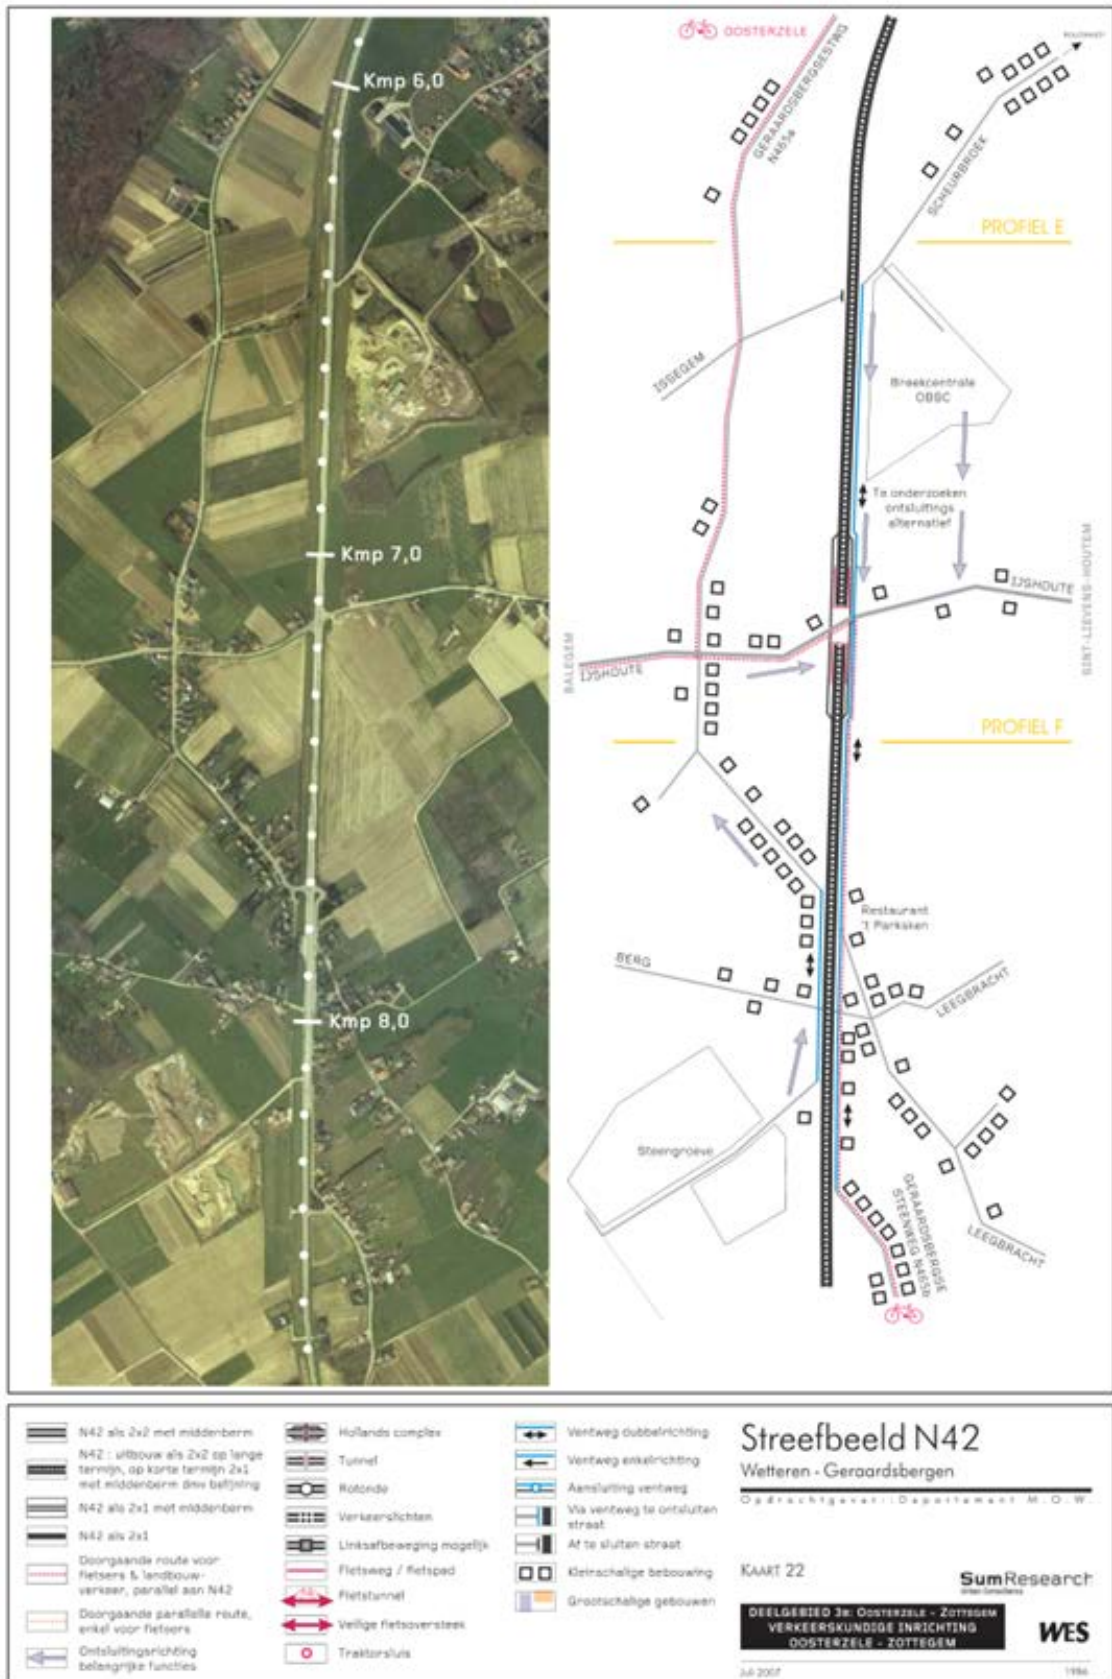 OOSTERZELE
GERAARDSBERGSESTWG
N465a
SCHEURBROEK
Kmp 6,0
PROFIEL E
ISSEGEM
Breekcentrale
OBGC
Te onderzoeken
ontsluitings
alternatief
Kmp 7,0
IJSHOUTE
BALEGEM
IJSHOUTE
SINT-LIEVENS-HOUTEM
PROFIEL F
Restaurant
't Parksken
BERG
LEEGBRACHT
Kmp 8,0
Steengroeve
GERAARDSBERGSE
STEENWEG N465b
LEEGBRACHT
N42 als 2x2 met middenberm
N42 : uitbouw als 2x2 op lange
termijn, op korte termijn 2x1
met middenberm dmv belijning
N42 als 2x1 met middenberm
N42 als 2x1
Doorgaande route voor
fietsers & landbouw-
verkeer, parallel aan N42
Doorgaande parallelle route,
enkel voor fietsers
Ontsluitingsrichting
belangrijke functies
Hollands complex
Tunnel
Rotonde
Verkeerslichten
Linksafbeweging mogelijk
Fietsweg / fietspad
Fietstunnel
Veilige fietsoversteek
Traktorsluis
Ventweg dubbelrichting
Ventweg enkelrichting
Aansluiting ventweg
Via ventweg te ontsluiten
straat
Af te sluiten straat
Kleinschalige bebouwing
Grootschalige gebouwen
Streefbeeld N42
Wetteren - Geraardsbergen
Opdrachtgever: Departement M.O.W.
KAART 22
SumResearch
DEELGEBIED 3a: OOSTERZELE - ZOTTEGEM
VERKEERSKUNDIGE INRICHTING
OOSTERZELE - ZOTTEGEM
WES
Juli 2007
1986